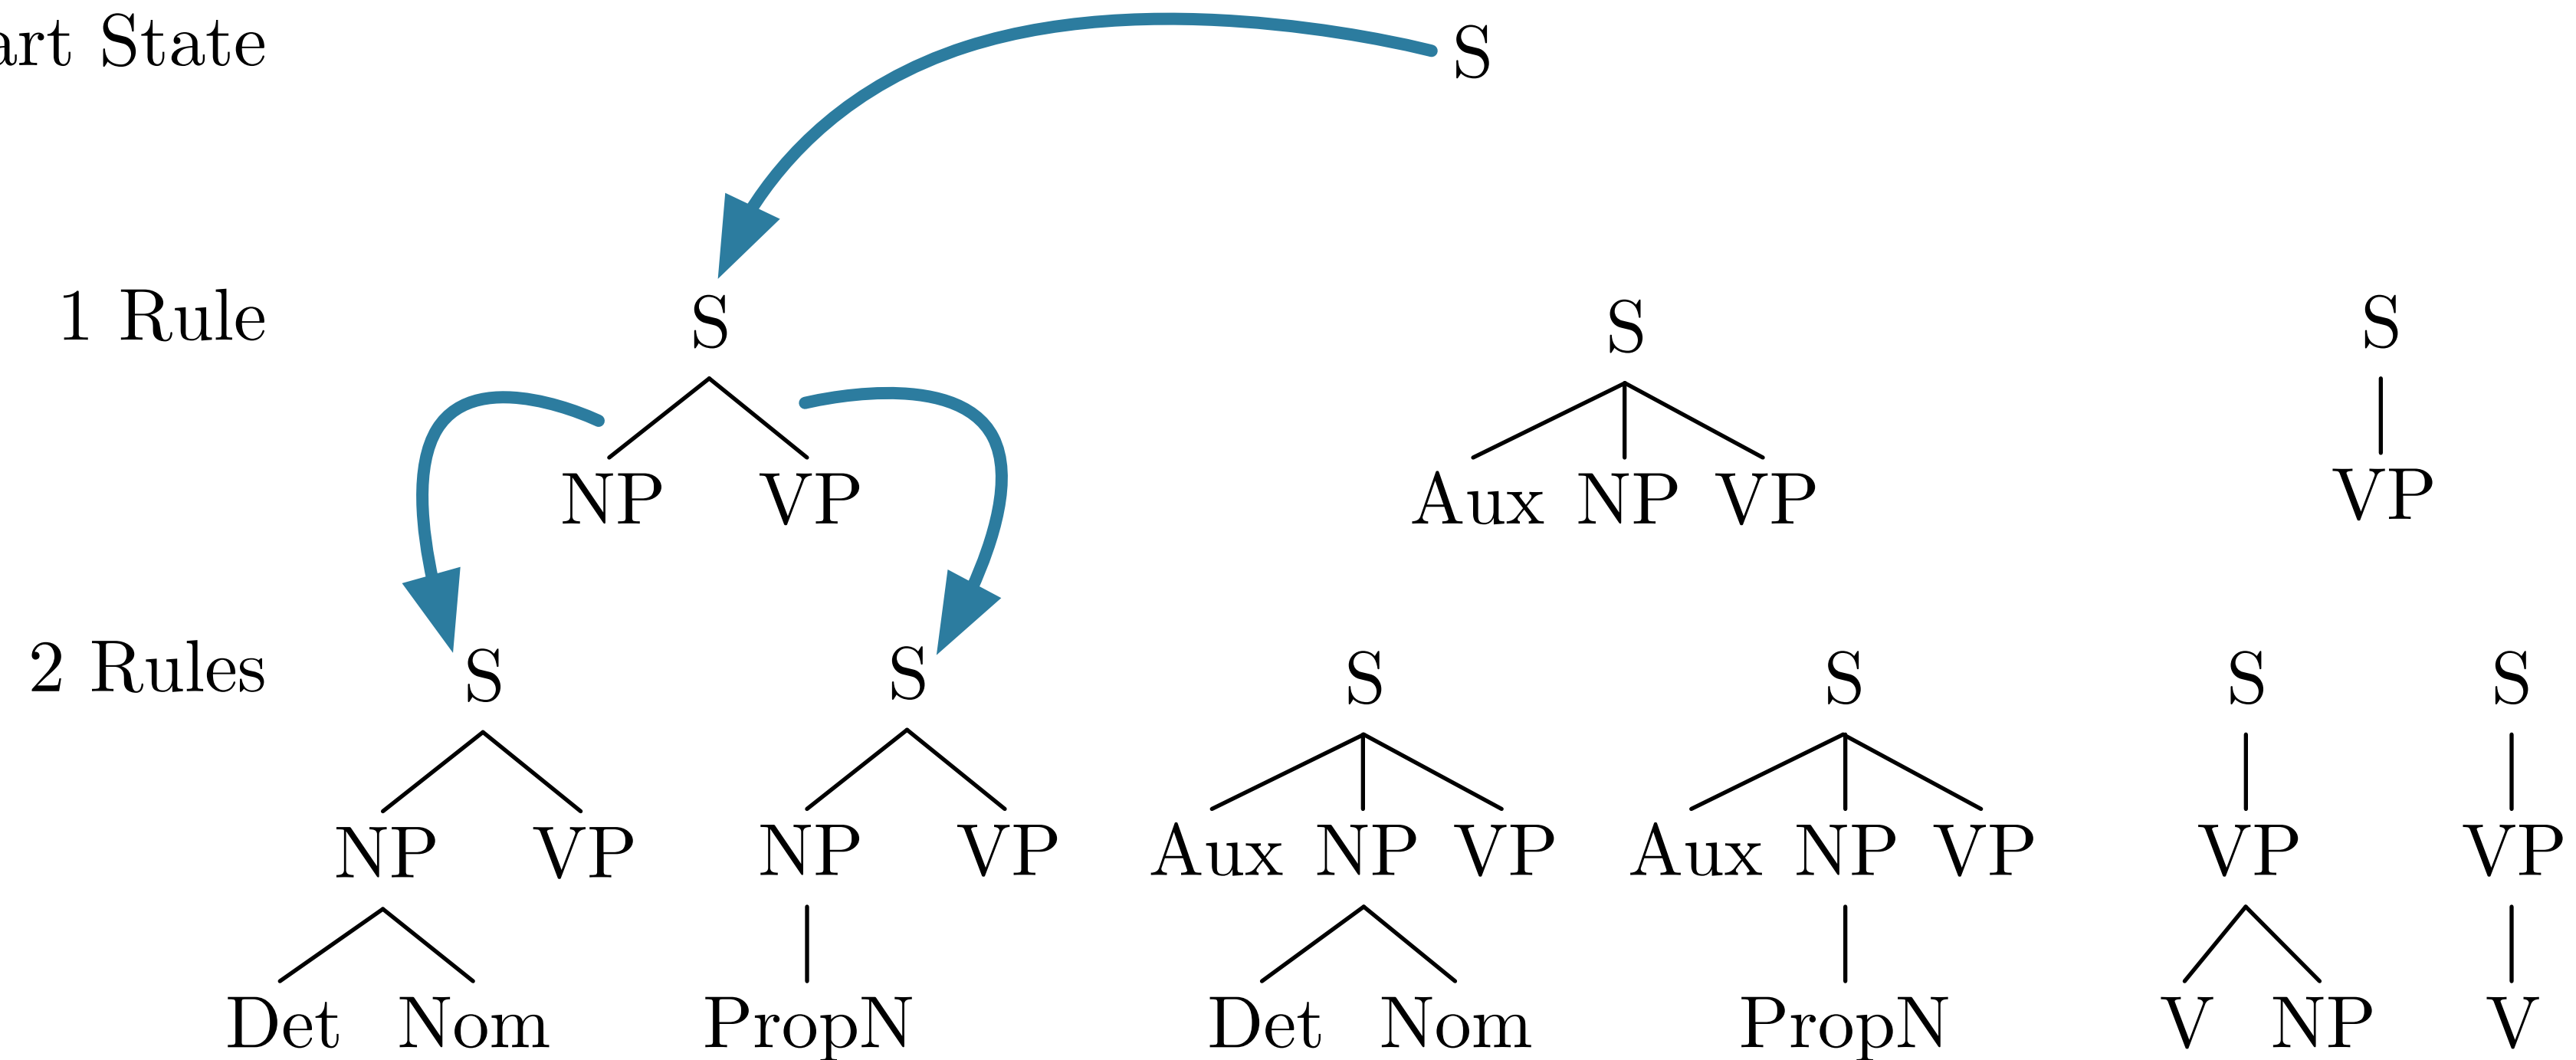 art State S
1 Rule S S S
NP VP Aux NP VP VP
2 Rules S S S S S S
NP VP NP VP Aux NP VP Aux NP VP VP VP
Det Nom PropN Det Nom PropN V NP V